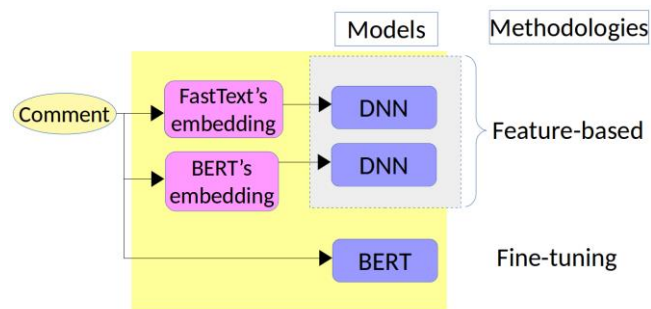 Models
Methodologies
Comment
FastText's
embedding
DNN
BERT's
embedding
DNN
Feature-based
BERT
Fine-tuning